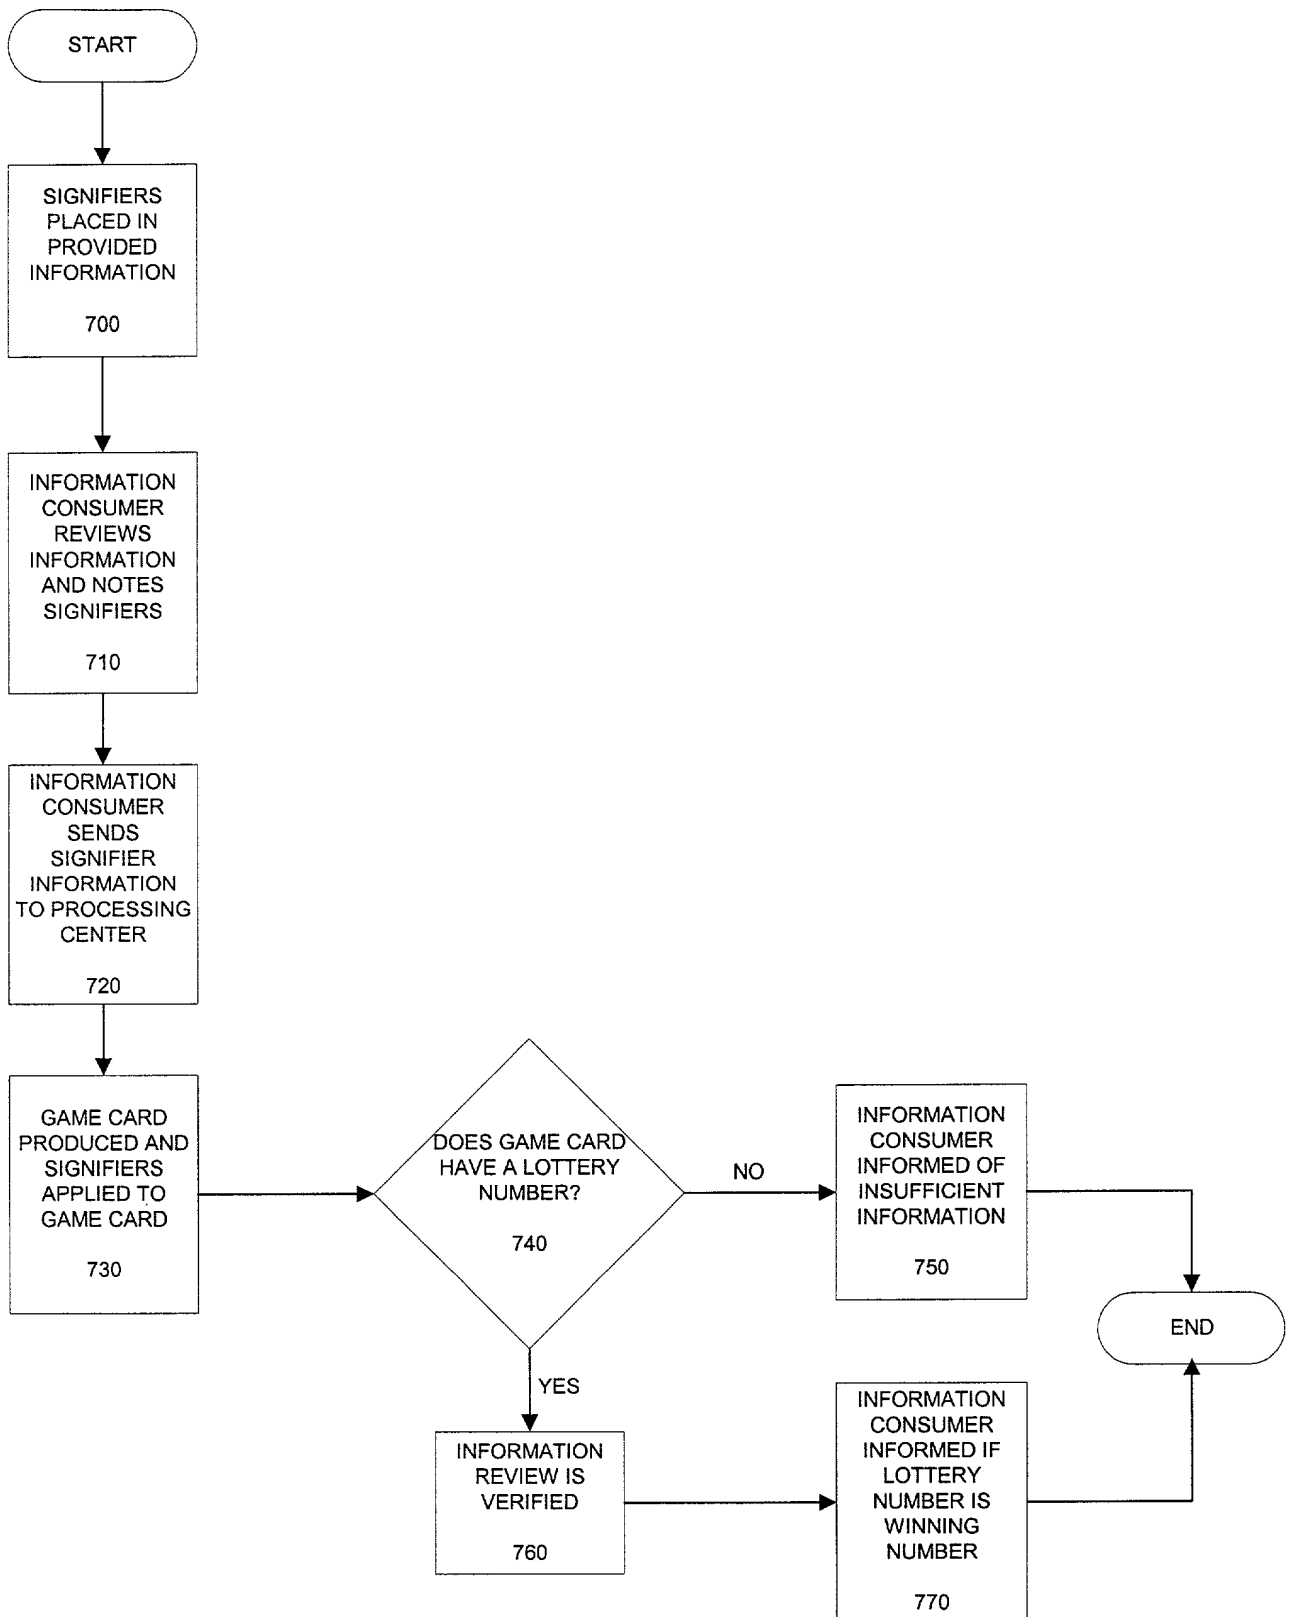 START
SIGNIFIERS
PLACED IN
PROVIDED
INFORMATION
700
INFORMATION
CONSUMER
REVIEWS
INFORMATION
AND NOTES
SIGNIFIERS
710
INFORMATION
CONSUMER
SENDS
SIGNIFIER
INFORMATION
TO PROCESSING
CENTER
720
GAME CARD
PRODUCED AND
SIGNIFIERS
APPLIED TO
GAME CARD
730
DOES GAME CARD
HAVE A LOTTERY
NUMBER?
740
NO
INFORMATION
CONSUMER
INFORMED OF
INSUFFICIENT
INFORMATION
750
END
YES
INFORMATION
REVIEW IS
VERIFIED
760
INFORMATION
CONSUMER
INFORMED IF
LOTTERY
NUMBER IS
WINNING
NUMBER
770